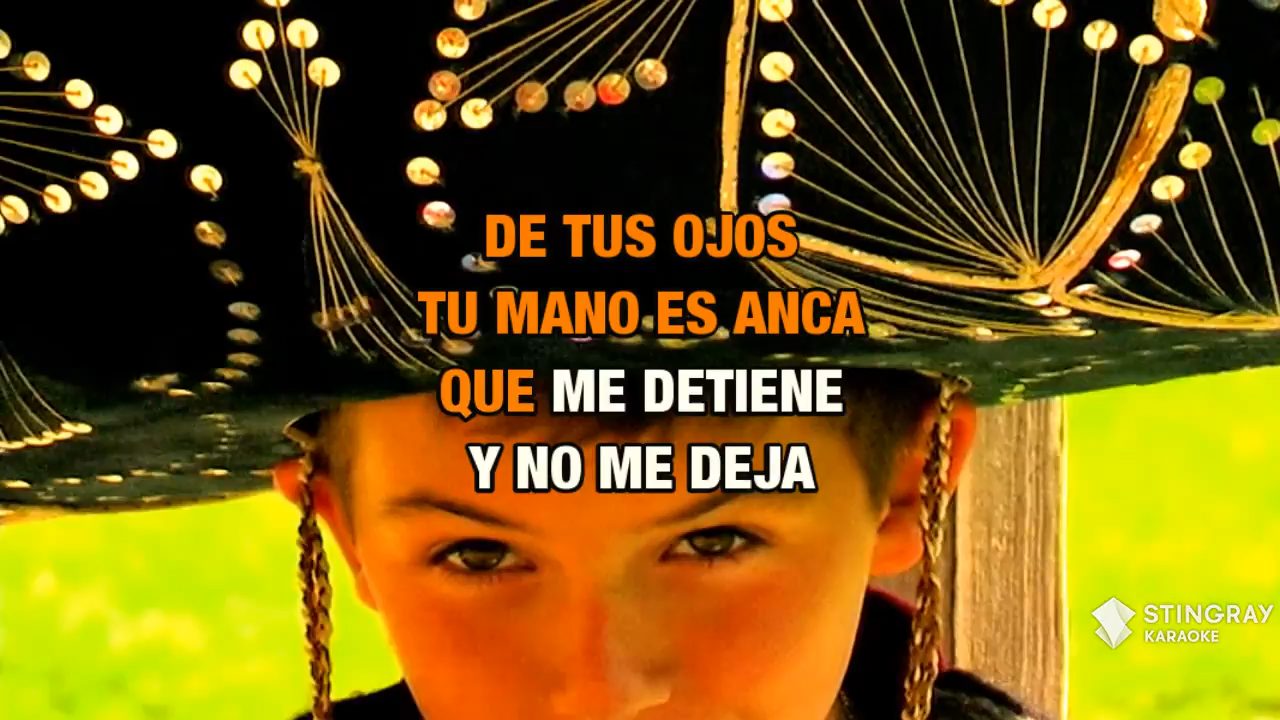 DE TUS OJOS
TU MANO ES ANCA
QUE ME DETIENE
Y NO ME DEJA
STINGRAY
KARAOKE